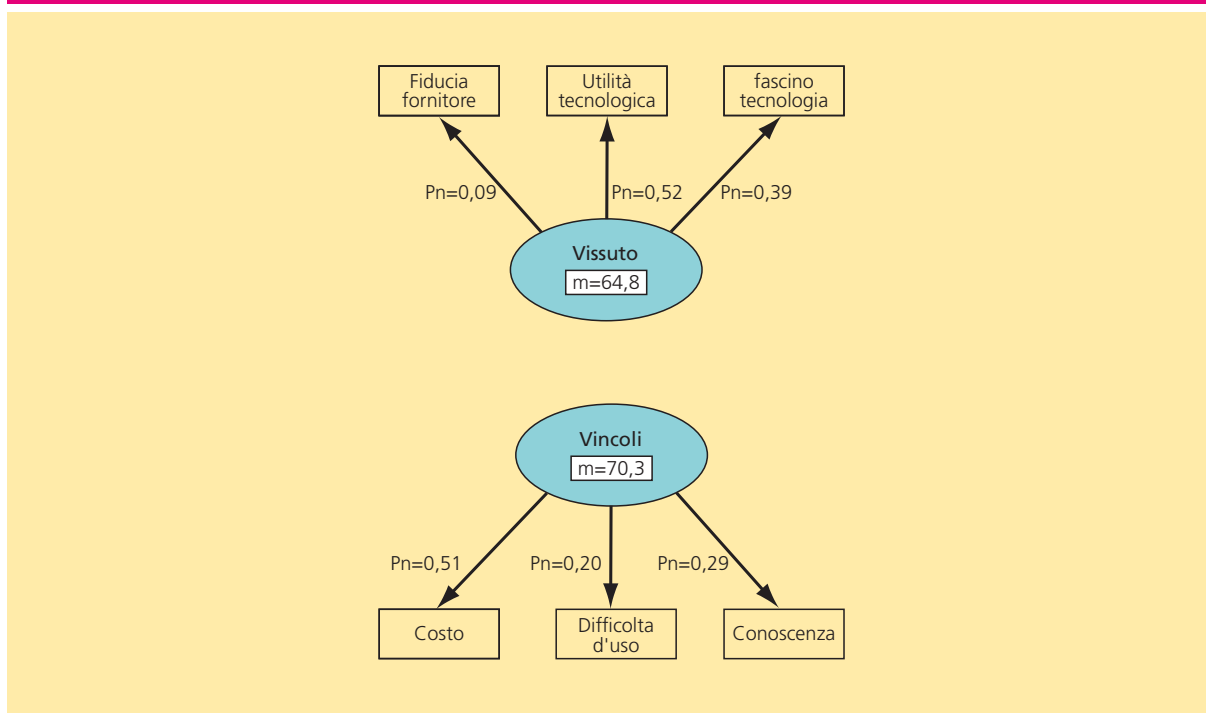 Fiducia
fornitore
Utilità
tecnologica
fascino
tecnologia
Pn=0,09
Pn=0,52
Pn=0,39
Vissuto
m=64,8
Vincoli
m=70,3
Pn=0,51
Pn=0,20
Pn=0,29
Costo
Difficolta
d'uso
Conoscenza